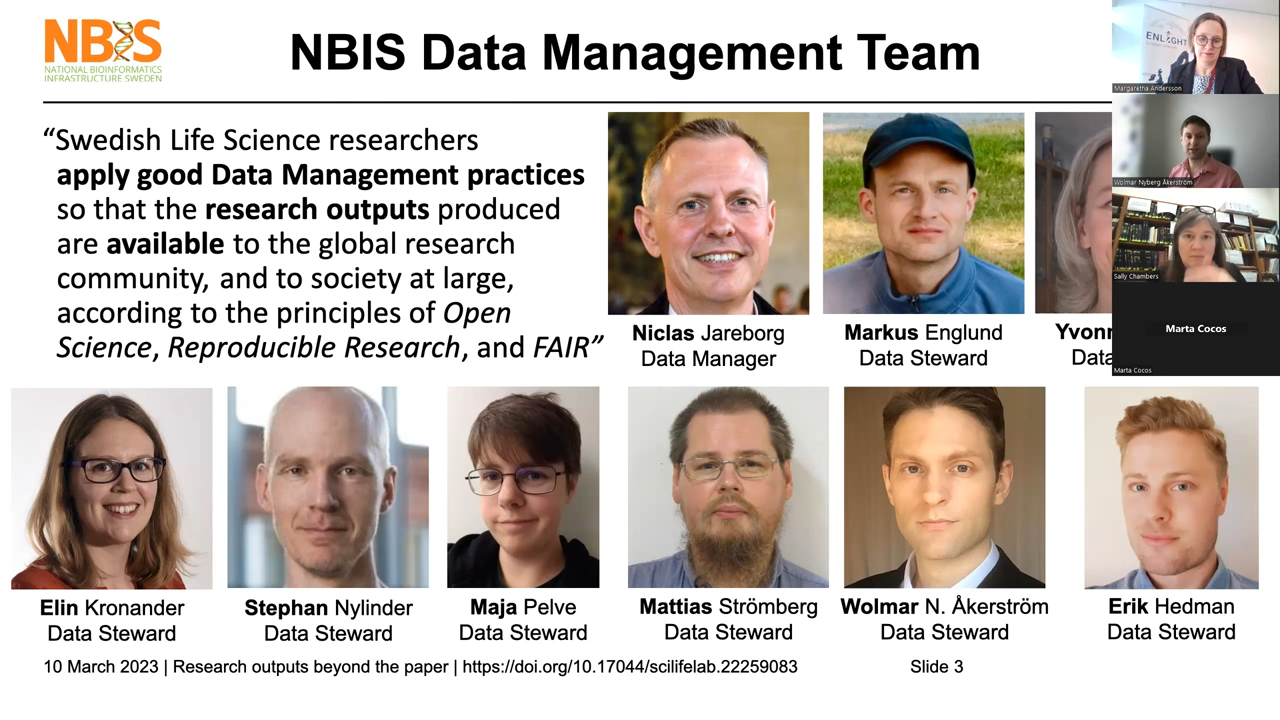 NBIS
NATIONAL BIOINFORMATICS
INFRASTRUCTURE SWEDEN
NBIS Data Management Team
“Swedish Life Science researchers
apply good Data Management practices
so that the research outputs produced
are available to the global research
community, and to society at large,
according to the principles of Open
Science, Reproducible Research, and FAIR”
Niclas Jareborg
Data Manager
Markus Englund
Data Steward
Data
ENLIGHT
Margaretha Andersson
Wolmar Nyberg Åkerström
Sally Chambers
Marta Cocos
Marta Cocos
Elin Kronander
Data Steward
Stephan Nylinder
Data Steward
Maja Pelve
Data Steward
Mattias Strömberg
Data Steward
Wolmar N. Åkerström
Data Steward
Erik Hedman
Data Steward
10 March 2023 | Research outputs beyond the paper | https://doi.org/10.17044/scilifelab.22259083
Slide 3